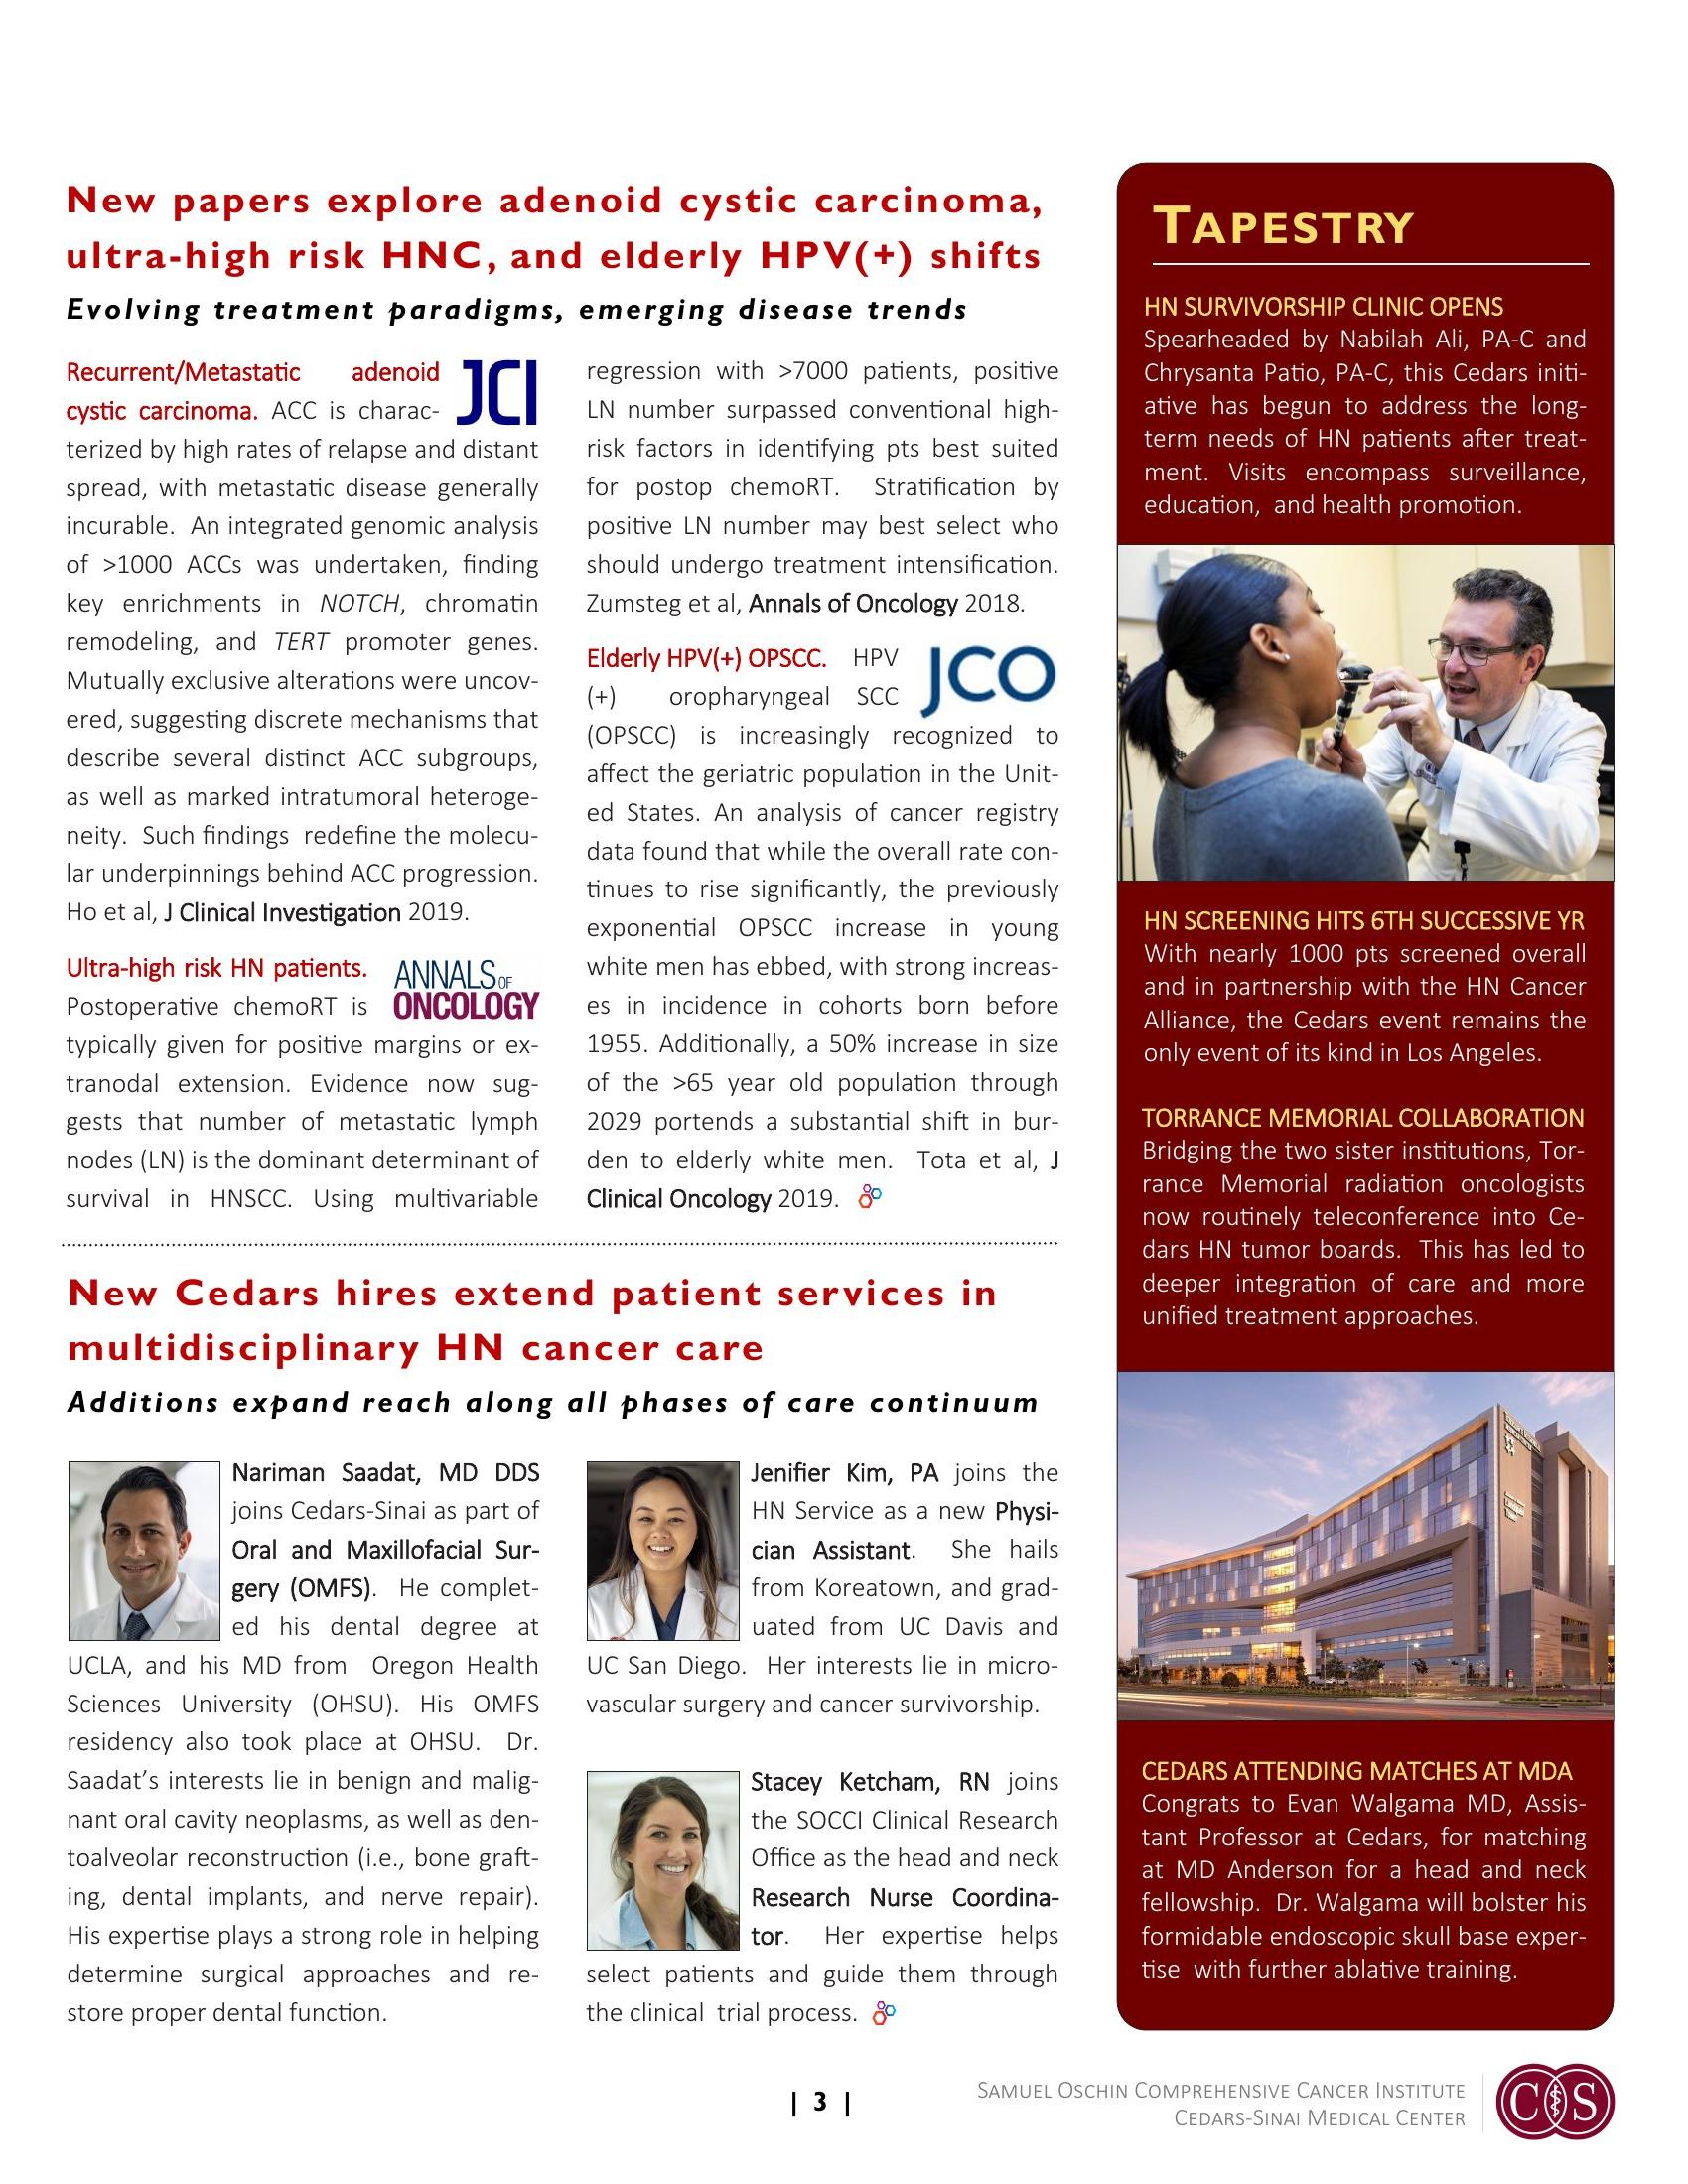 New papers explore adenoid cystic carcinoma,
ultra-high risk HNC, and elderly HPV(+) shifts
Evolving treatment paradigms, emerging disease trends
Recurrent/Metastatic adenoid
cystic carcinoma. ACC is charac-
JCI
terized by high rates of relapse and distant
spread, with metastatic disease generally
incurable. An integrated genomic analysis
of >1000 ACCs was undertaken, finding
key enrichments in NOTCH, chromatin
remodeling, and TERT promoter genes.
Mutually exclusive alterations were uncov-
ered, suggesting discrete mechanisms that
describe several distinct ACC subgroups,
as well as marked intratumoral heteroge-
neity. Such findings redefine the molecu-
lar underpinnings behind ACC progression.
Ho et al, J Clinical Investigation 2019.
Ultra-high risk HN patients.
Postoperative chemoRT is
ANNALS OF
ONCOLOGY
typically given for positive margins or ex-
tranodal extension. Evidence now sug-
gests that number of metastatic lymph
nodes (LN) is the dominant determinant of
survival in HNSCC. Using multivariable
regression with >7000 patients, positive
LN number surpassed conventional high-
risk factors in identifying pts best suited
for postop chemoRT. Stratification by
positive LN number may best select who
should undergo treatment intensification.
Zumsteg et al, Annals of Oncology 2018.
Elderly HPV(+) OPSCC. HPV
(+) oropharyngeal SCC
JCO
(OPSCC) is increasingly recognized to
affect the geriatric population in the Unit-
ed States. An analysis of cancer registry
data found that while the overall rate con-
tinues to rise significantly, the previously
exponential OPSCC increase in young
white men has ebbed, with strong increas-
es in incidence in cohorts born before
1955. Additionally, a 50% increase in size
of the >65 year old population through
2029 portends a substantial shift in bur-
den to elderly white men. Tota et al, J
Clinical Oncology 2019.
New Cedars hires extend patient services in
multidisciplinary HN cancer care
Additions expand reach along all phases of care continuum
Nariman Saadat, MD DDS
joins Cedars-Sinai as part of
Oral and Maxillofacial Sur-
gery (OMFS). He complet-
ed his dental degree at
UCLA, and his MD from Oregon Health
Sciences University (OHSU). His OMFS
residency also took place at OHSU. Dr.
Saadat's interests lie in benign and malig-
nant oral cavity neoplasms, as well as den-
toalveolar reconstruction (i.e., bone graft-
ing, dental implants, and nerve repair).
His expertise plays a strong role in helping
determine surgical approaches and re-
store proper dental function.
Jenifier Kim, PA joins the
HN Service as a new Physi-
cian Assistant. She hails
from Koreatown, and grad-
uated from UC Davis and
UC San Diego. Her interests lie in micro-
vascular surgery and cancer survivorship.
Stacey Ketcham, RN joins
the SOCCI Clinical Research
Office as the head and neck
Research Nurse Coordina-
tor. Her expertise helps
select patients and guide them through
the clinical trial process.
TAPESTRY
HN SURVIVORSHIP CLINIC OPENS
Spearheaded by Nabilah Ali, PA-C and
Chrysanta Patio, PA-C, this Cedars initi-
ative has begun to address the long-
term needs of HN patients after treat-
ment. Visits encompass surveillance,
education, and health promotion.
HN SCREENING HITS 6TH SUCCESSIVE YR
With nearly 1000 pts screened overall
and in partnership with the HN Cancer
Alliance, the Cedars event remains the
only event of its kind in Los Angeles.
TORRANCE MEMORIAL COLLABORATION
Bridging the two sister institutions, Tor-
rance Memorial radiation oncologists
now routinely teleconference into Ce-
dars HN tumor boards. This has led to
deeper integration of care and more
unified treatment approaches.
CEDARS ATTENDING MATCHES AT MDA
Congrats to Evan Walgama MD, Assis-
tant Professor at Cedars, for matching
at MD Anderson for a head and neck
fellowship. Dr. Walgama will bolster his
formidable endoscopic skull base exper-
tise with further ablative training.
| 3 |
SAMUEL OSCHIN COMPREHENSIVE CANCER INSTITUTE
CEDARS-SINAI MEDICAL CENTER
CS